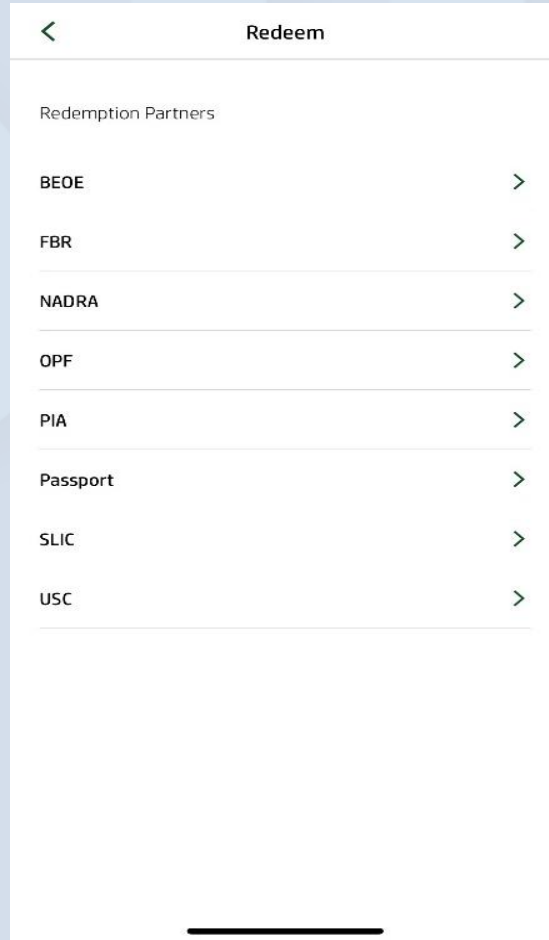 Redeem
Redemption Partners
BEOE
FBR
NADRA
OPF
PIA
Passport
SLIC
USC